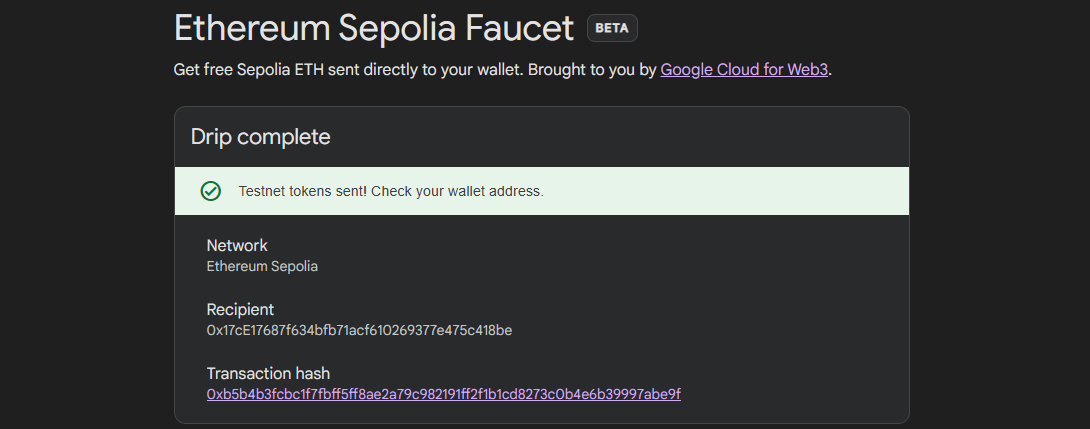 Ethereum Sepolia Faucet BETA
Get free Sepolia ETH sent directly to your wallet. Brought to you by Google Cloud for Web3.
Drip complete
Testnet tokens sent! Check your wallet address.
Network
Ethereum Sepolia
Recipient
0x17cE17687f634bfb71acf610269377e475c418be
Transaction hash
0xb5b4b3fcbc1f7fbff5ff8ae2a79c982191ff2f1b1cd8273c0b4e6b39997abe9f